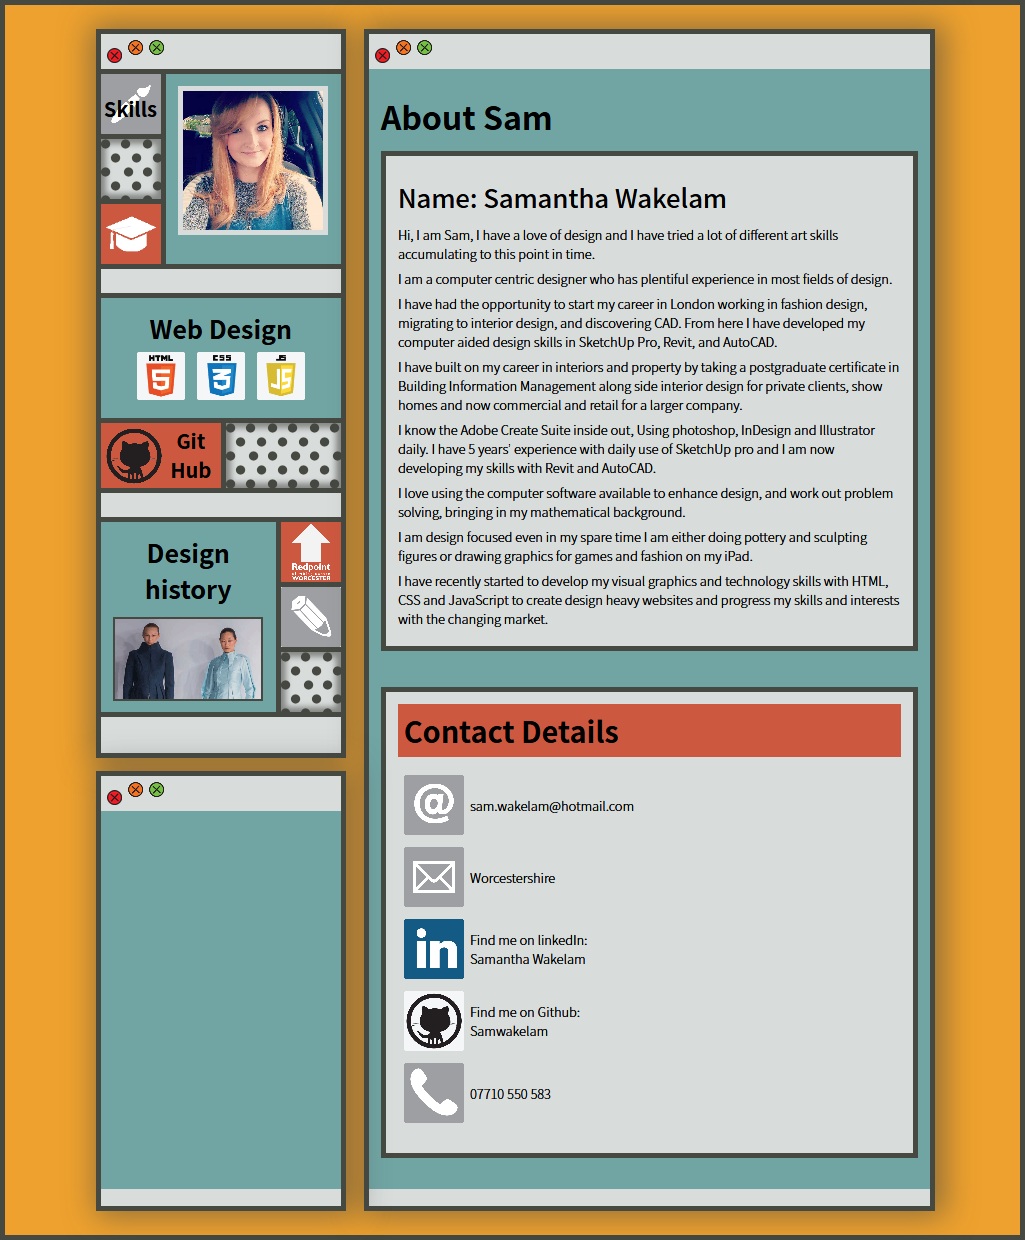 Skills
Web Design
HTML CSS JS
5 3 JS
Git
Hub
Design
history
Redpoint
WORCESTER
About Sam
Name: Samantha Wakelam
Hi, I am Sam, I have a love of design and I have tried a lot of different art skills
accumulating to this point in time.
I am a computer centric designer who has plentiful experience in most fields of design.
I have had the opportunity to start my career in London working in fashion design,
migrating to interior design, and discovering CAD. From here I have developed my
computer aided design skills in SketchUp Pro, Revit, and AutoCAD.
I have built on my career in interiors and property by taking a postgraduate certificate in
Building Information Management along side interior design for private clients, show
homes and now commercial and retail for a larger company.
I know the Adobe Create Suite inside out, Using photoshop, InDesign and Illustrator
daily. I have 5 years' experience with daily use of SketchUp pro and I am now
developing my skills with Revit and AutoCAD.
I love using the computer software available to enhance design, and work out problem
solving, bringing in my mathematical background.
I am design focused even in my spare time I am either doing pottery and sculpting
figures or drawing graphics for games and fashion on my iPad.
I have recently started to develop my visual graphics and technology skills with HTML,
CSS and JavaScript to create design heavy websites and progress my skills and interests
with the changing market.
Contact Details
@
sam.wakelam@hotmail.com
Worcestershire
in
Find me on linkedIn:
Samantha Wakelam
Find me on Github:
Samwakelam
07710 550 583